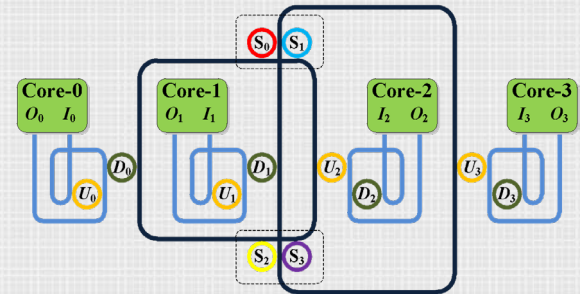 S₀ S₁
Core-0 Core-1 Core-2 Core-3
O₀ I₀ O₁ I₁ I₂ O₂ I₃ O₃
D₀ D₁ U₂ U₃
U₀ U₁ D₂ D₃
S₂ S₃